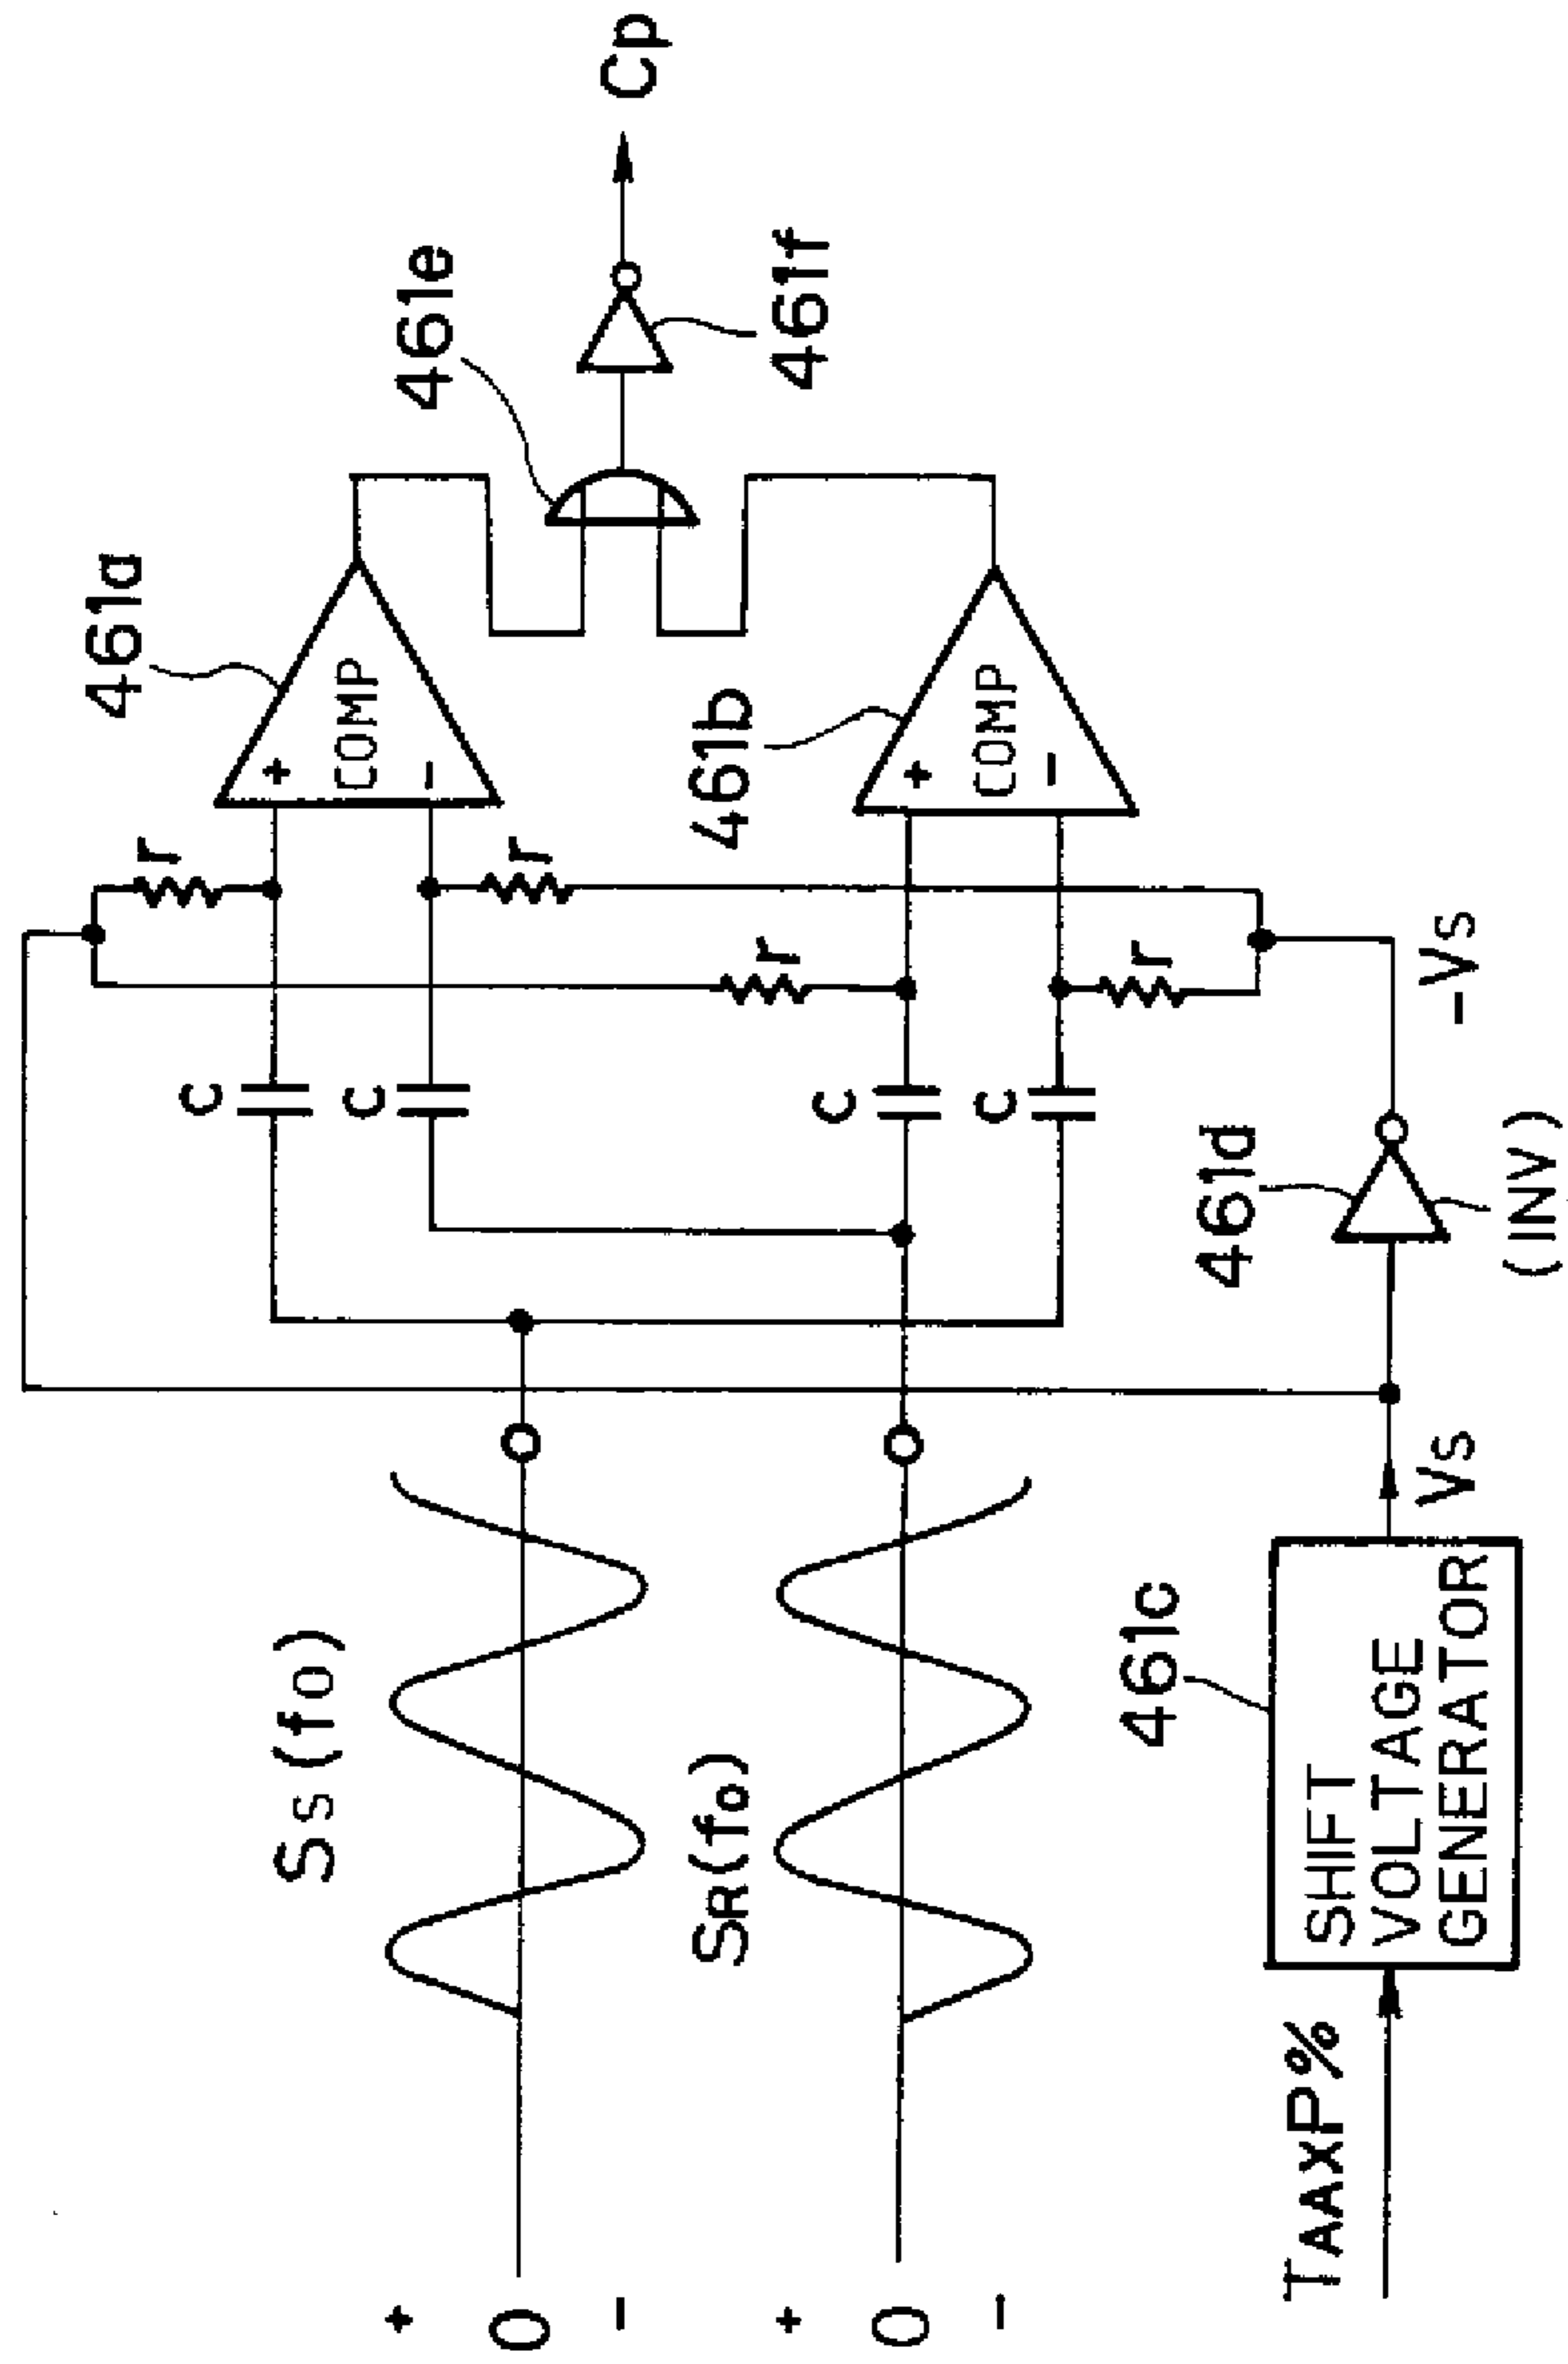 461a
461e
Cp
461f
+
COMP
-
r
r
c
c
461b
+
COMP
-
r
r
c
c
Ss(fo)
+
0
-
SR(fo)
+
0
-
461c
SHIFT
VOLTAGE
GENERATOR
TAAXP%
Vs
461d
(INV)
-Vs